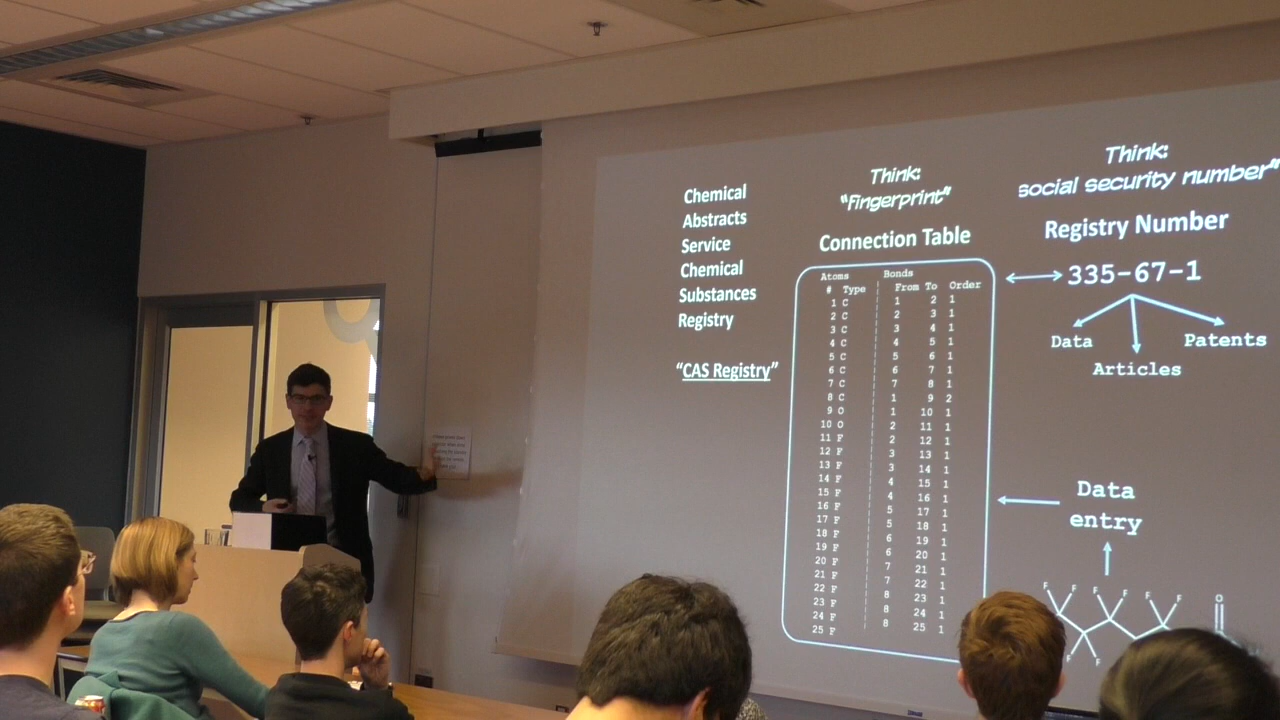 Chemical
Abstracts
Service
Chemical
Substances
Registry
"CAS Registry"
Think:
"fingerprint"
Connection Table
Atoms Bonds
# Type From To Order
1 C 1 2 1
2 C 2 3 1
3 C 3 4 1
4 C 4 5 1
5 C 5 6 1
6 C 6 7 1
7 C 7 8 1
8 C 1 9 2
9 O 1 10 1
10 O 2 11 1
11 F 2 12 1
12 F 3 13 1
13 F 3 14 1
14 F 4 15 1
15 F 4 16 1
16 F 5 17 1
17 F 5 18 1
18 F 6 19 1
19 F 6 20 1
20 F 7 21 1
21 F 7 22 1
22 F 8 23 1
23 F 8 24 1
24 F 8 25 1
25 F
Think:
social security number"
Registry Number
335-67-1
Data Patents
Articles
Data
entry
F F F F F F O
F F